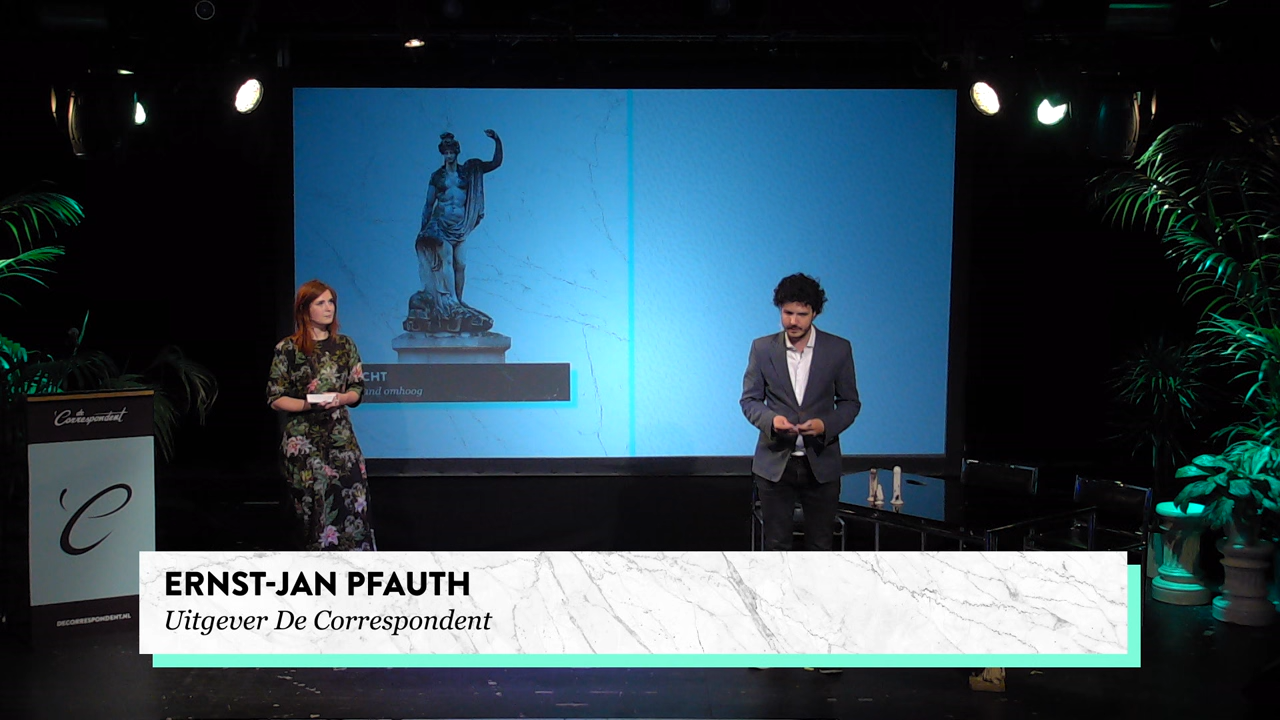 CHT
and omhoog
de
Correspondent
DECORRESPONDENT.NL
ERNST-JAN PFAUTH
Uitgever De Correspondent